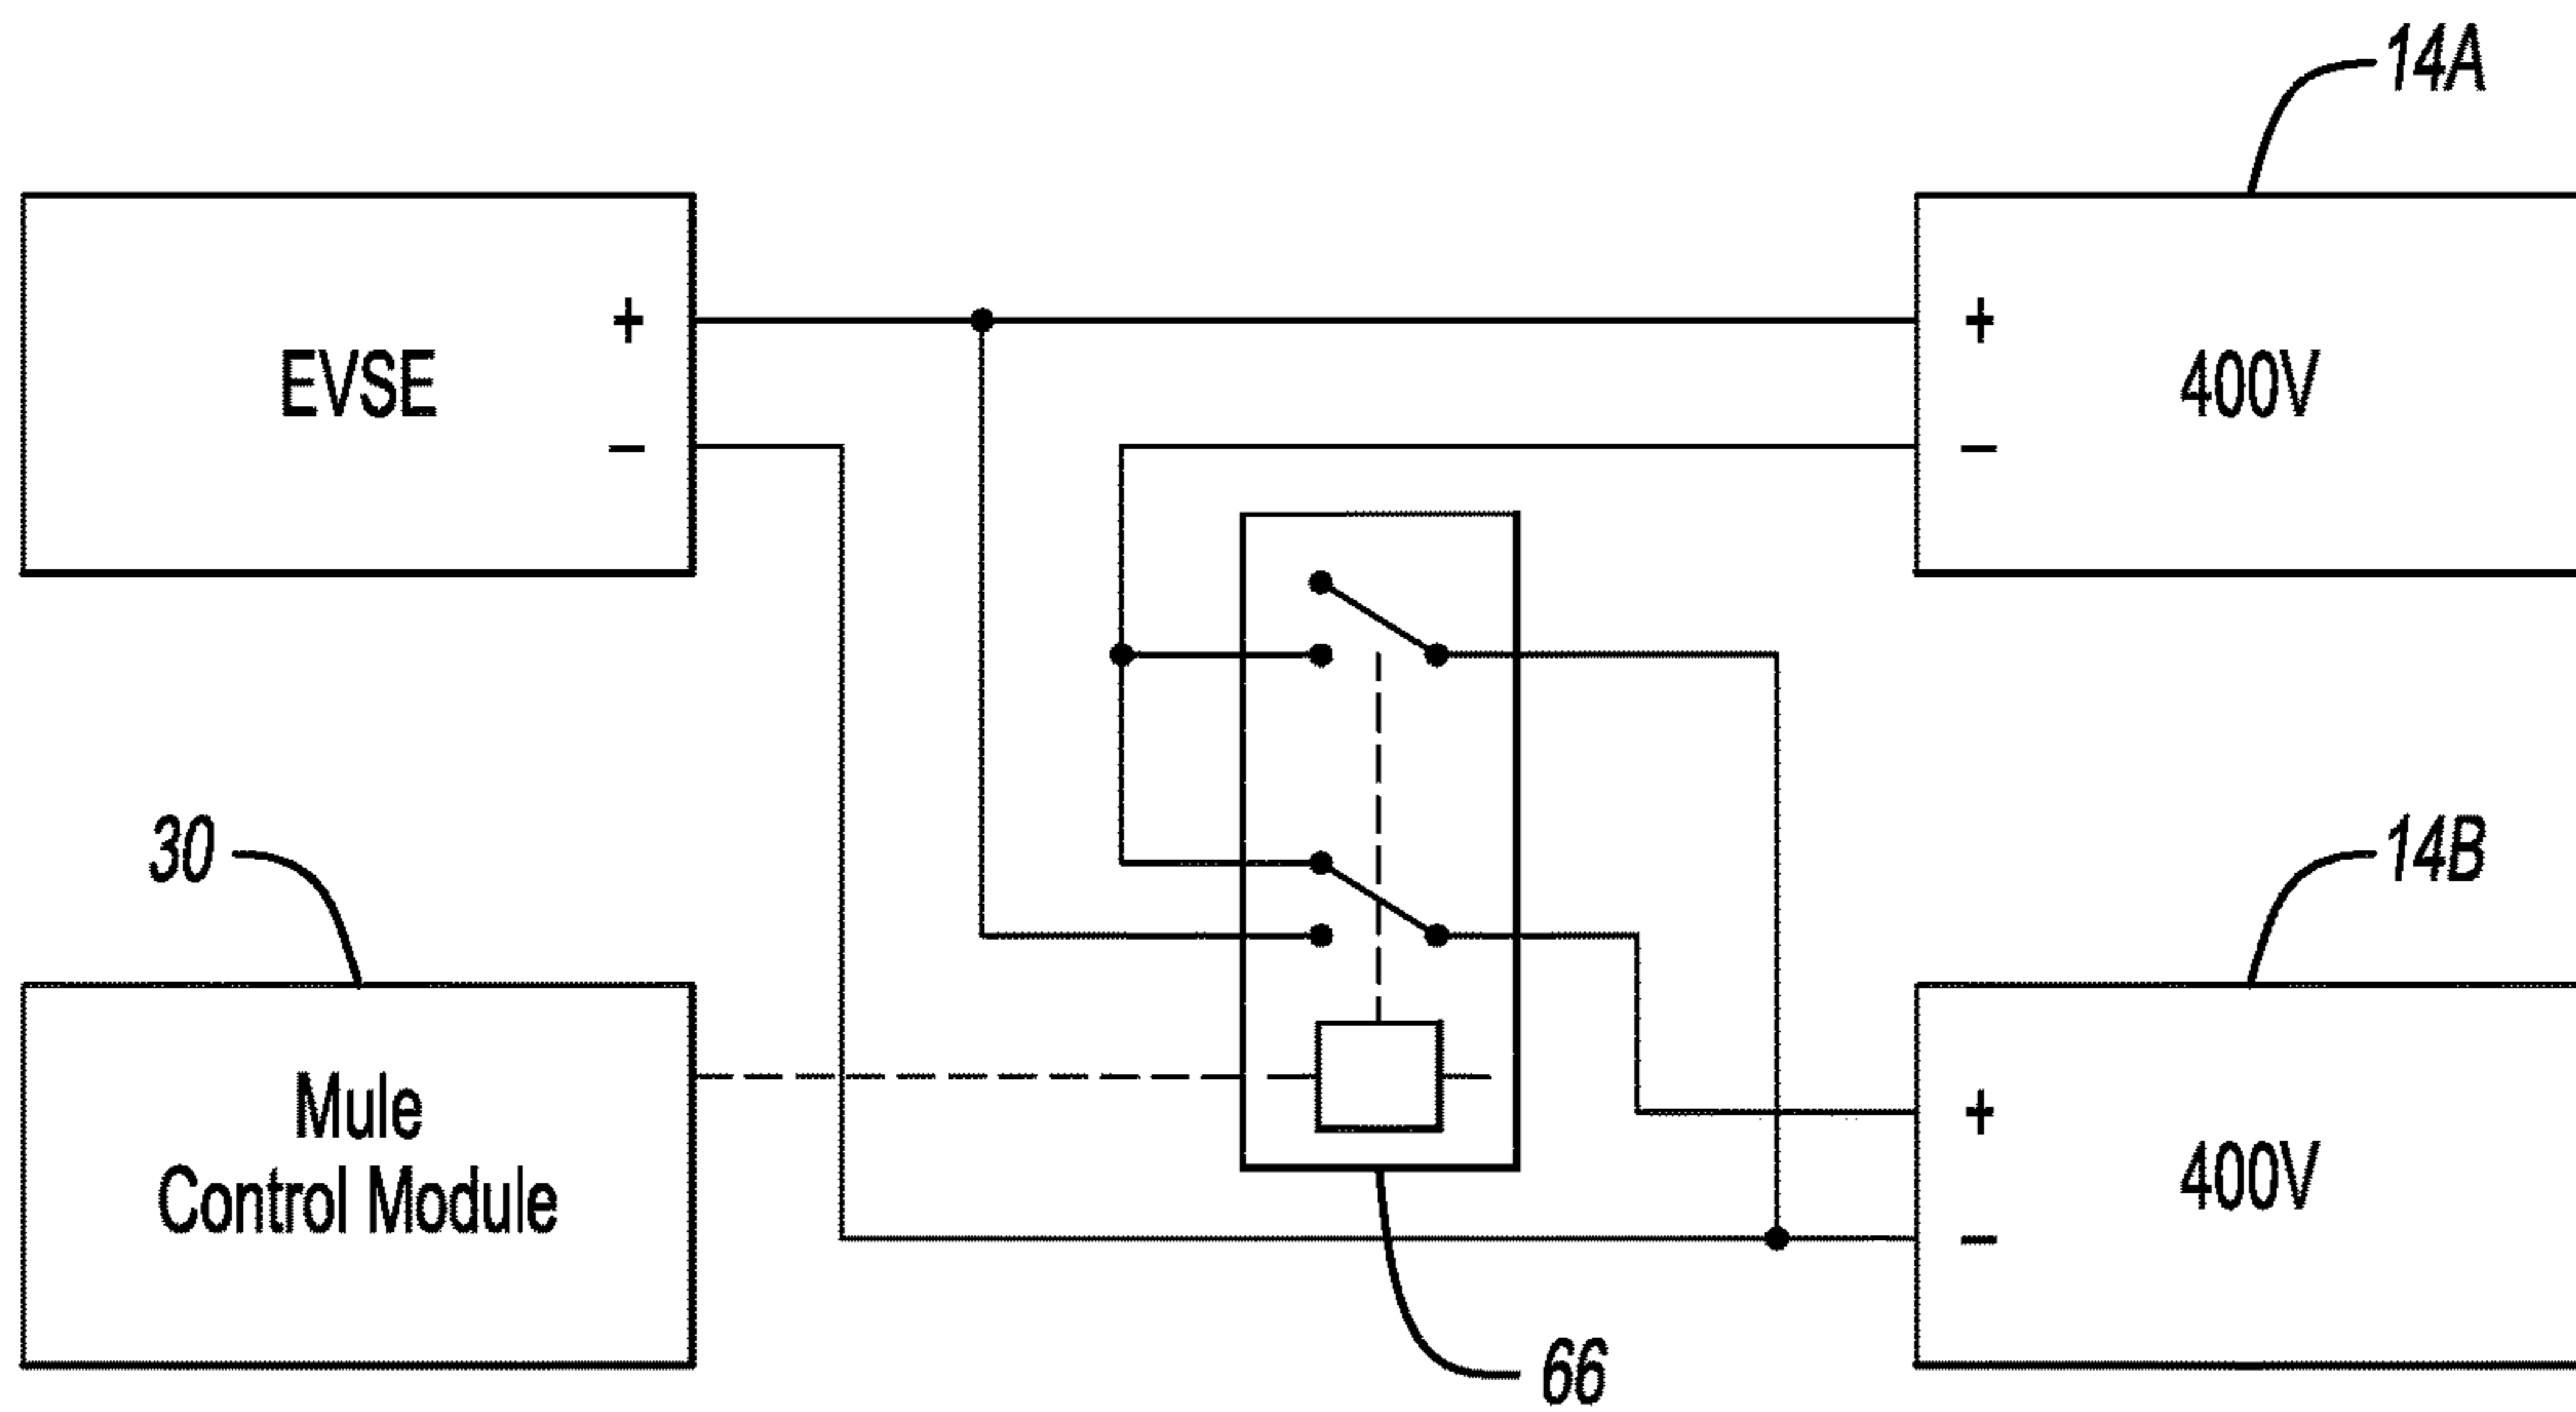 14A
+
EVSE
−
+
400V
−
30
14B
Mule
Control Module
+
400V
−
66